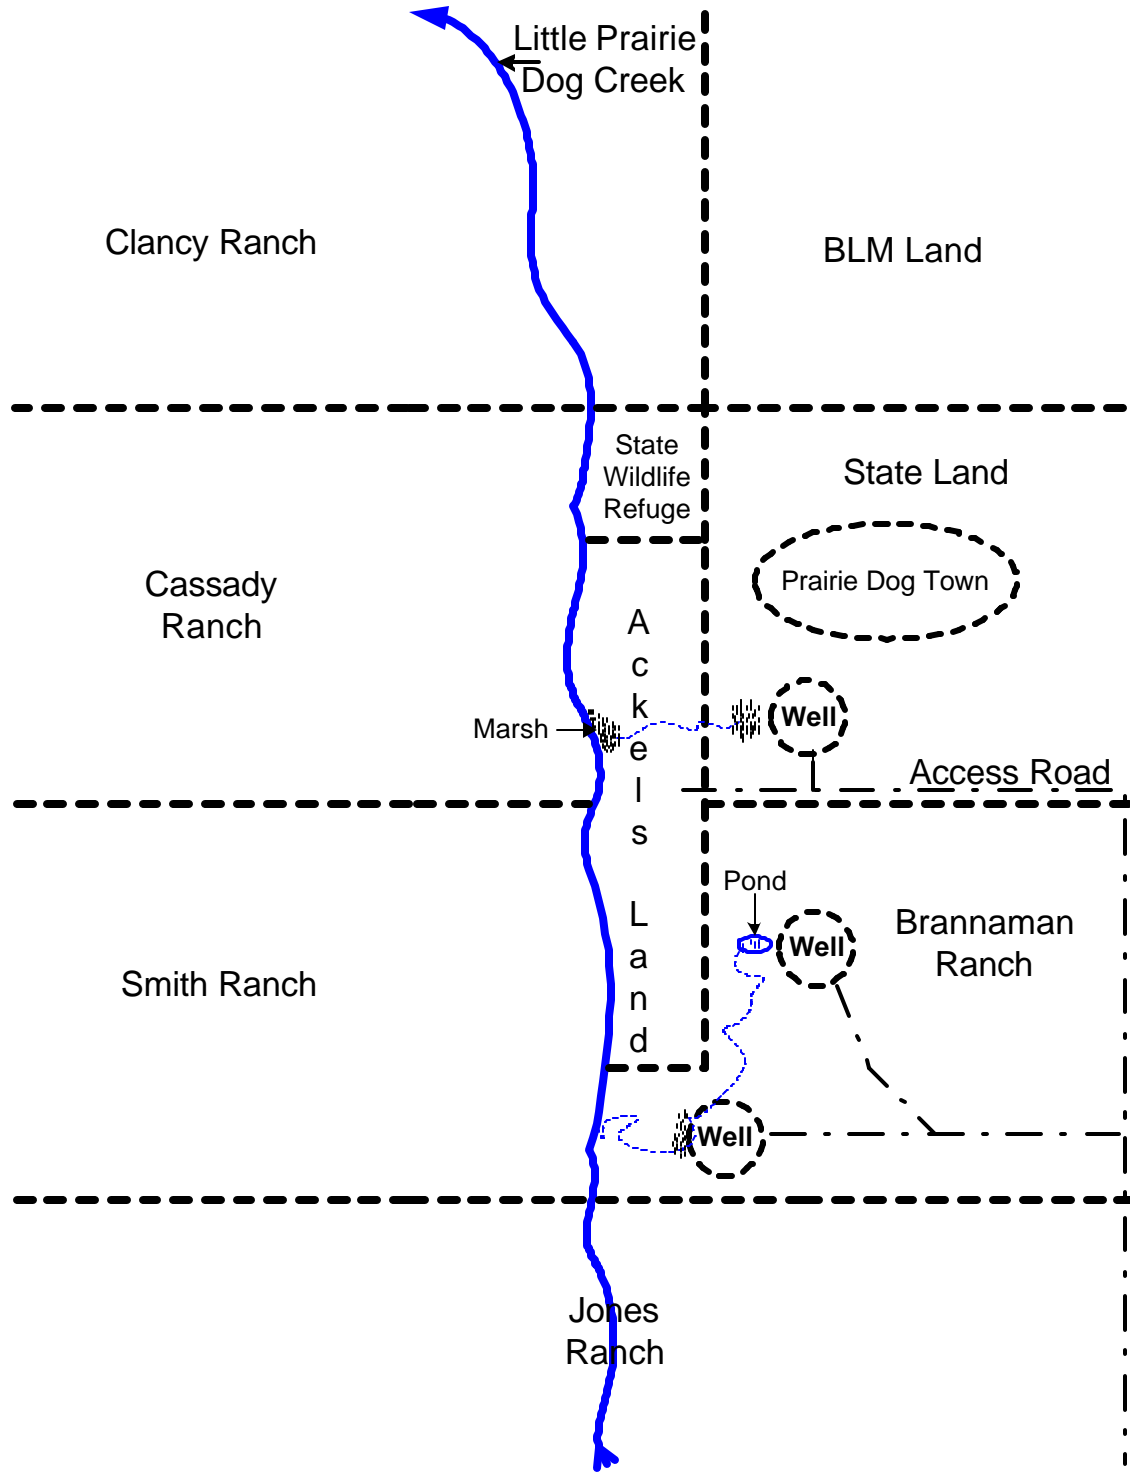 Little Prairie
Dog Creek
Clancy Ranch
BLM Land
State
Wildlife
Refuge
State Land
Cassady
Ranch
Prairie Dog Town
A
c
k
e
l
s
L
a
n
d
Marsh
Well
Access Road
Pond
Well
Brannaman
Ranch
Smith Ranch
Well
Jones
Ranch